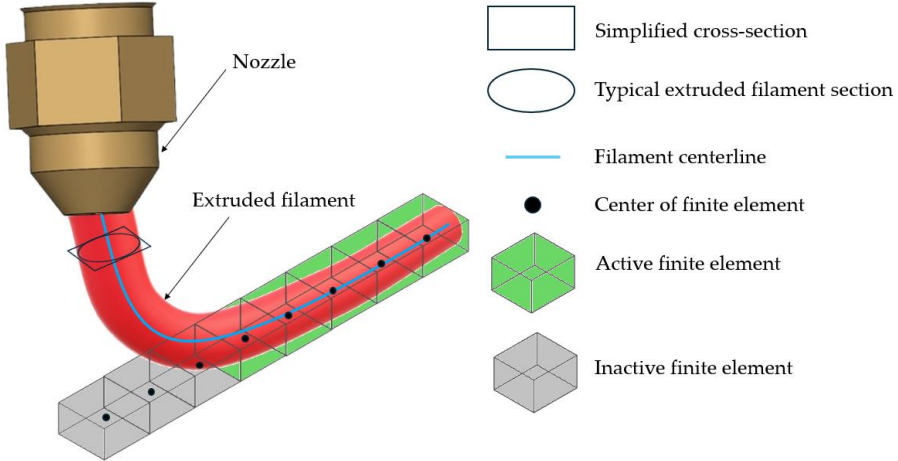 Nozzle
Extruded filament
Simplified cross-section
Typical extruded filament section
Filament centerline
Center of finite element
Active finite element
Inactive finite element